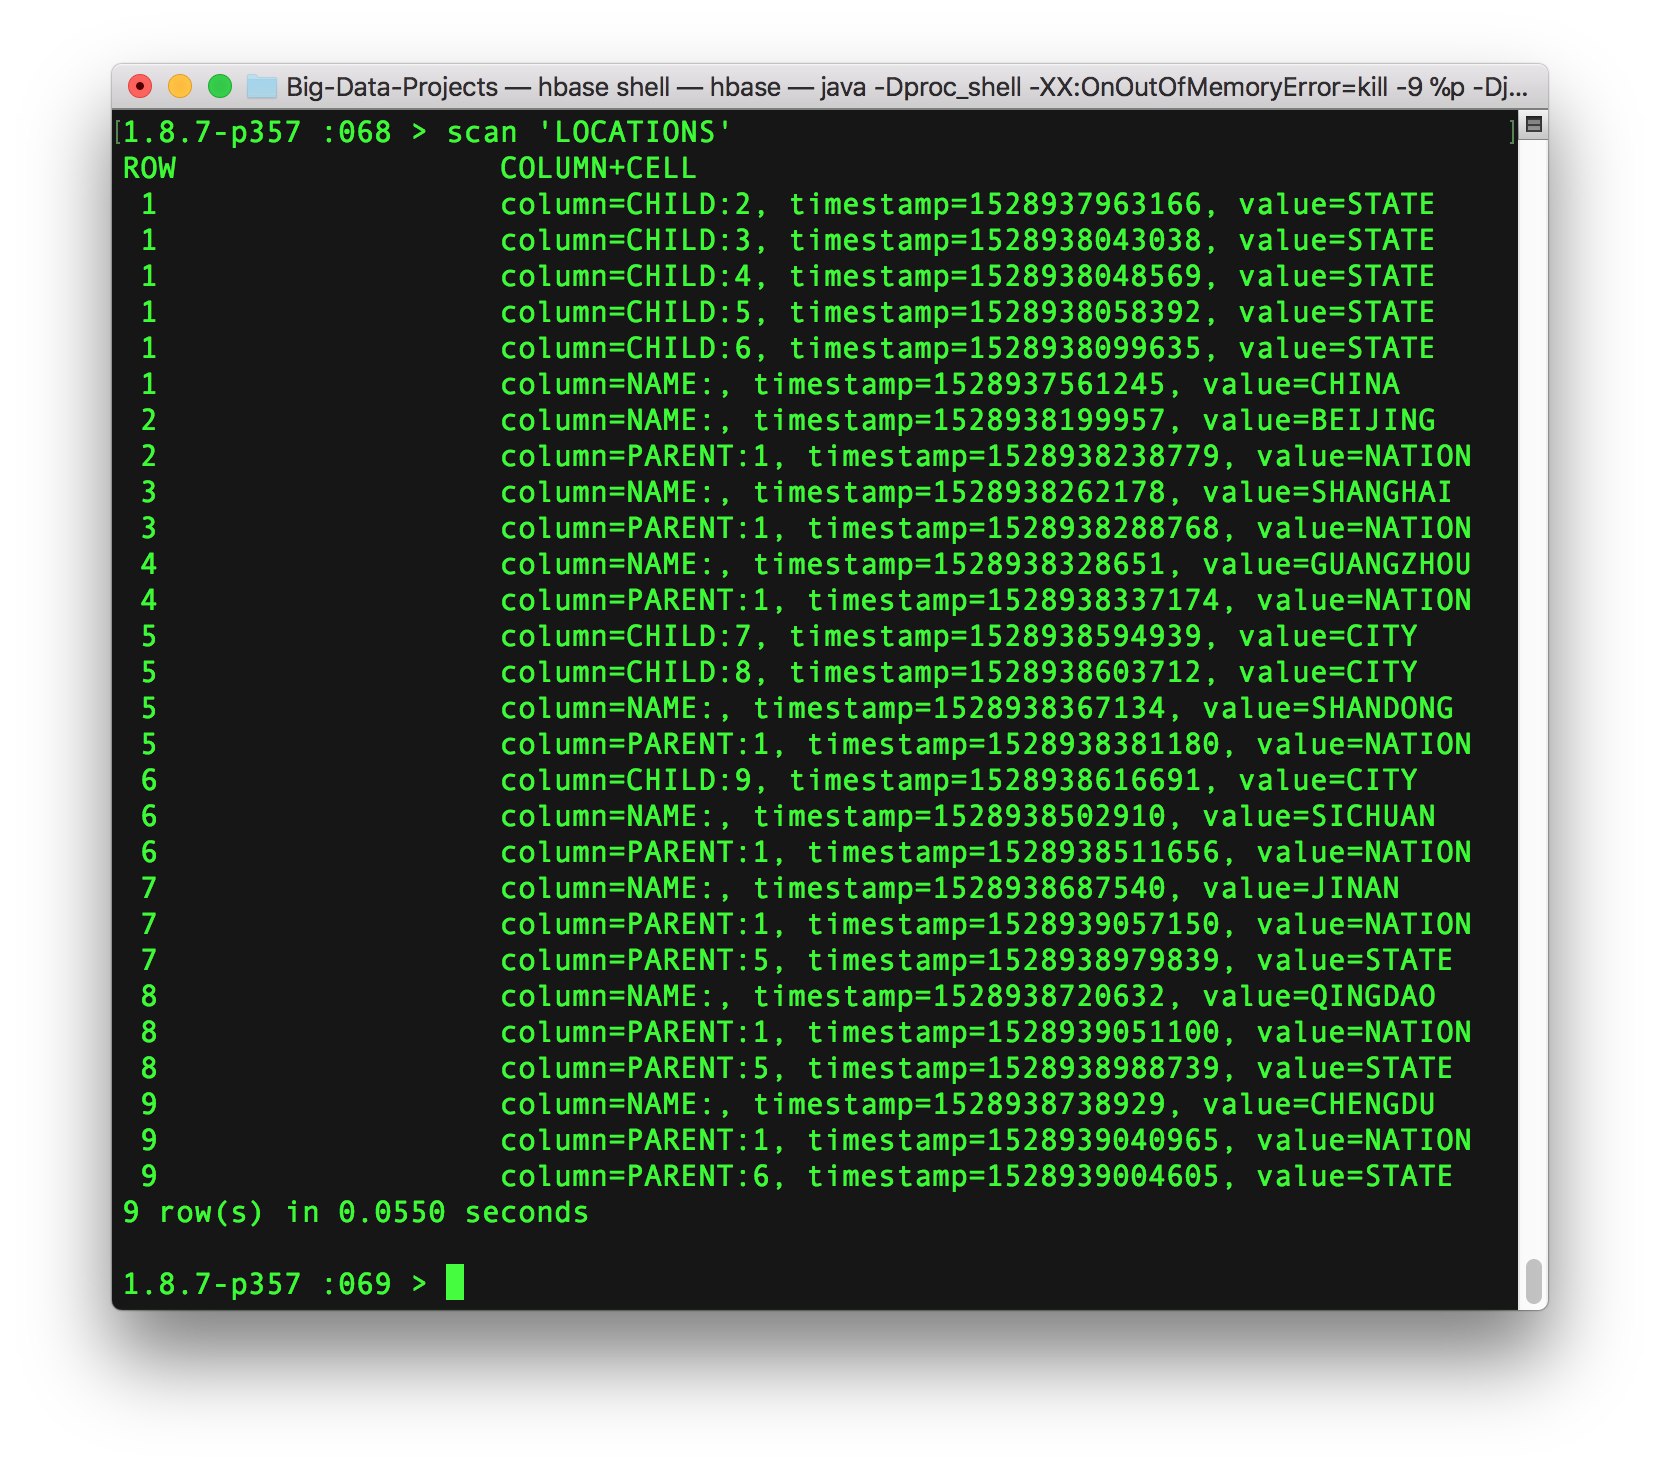 Big-Data-Projects — hbase shell — hbase — java -Dproc_shell -XX:OnOutOfMemoryError=kill -9 %p -Dj...
[1.8.7-p357 :068 > scan 'LOCATIONS' ]
ROW COLUMN+CELL
1 column=CHILD:2, timestamp=1528937963166, value=STATE
1 column=CHILD:3, timestamp=1528938043038, value=STATE
1 column=CHILD:4, timestamp=1528938048569, value=STATE
1 column=CHILD:5, timestamp=1528938058392, value=STATE
1 column=CHILD:6, timestamp=1528938099635, value=STATE
1 column=NAME:, timestamp=1528937561245, value=CHINA
2 column=NAME:, timestamp=1528938199957, value=BEIJING
2 column=PARENT:1, timestamp=1528938238779, value=NATION
3 column=NAME:, timestamp=1528938262178, value=SHANGHAI
3 column=PARENT:1, timestamp=1528938288768, value=NATION
4 column=NAME:, timestamp=1528938328651, value=GUANGZHOU
4 column=PARENT:1, timestamp=1528938337174, value=NATION
5 column=CHILD:7, timestamp=1528938594939, value=CITY
5 column=CHILD:8, timestamp=1528938603712, value=CITY
5 column=NAME:, timestamp=1528938367134, value=SHANDONG
5 column=PARENT:1, timestamp=1528938381180, value=NATION
6 column=CHILD:9, timestamp=1528938616691, value=CITY
6 column=NAME:, timestamp=1528938502910, value=SICHUAN
6 column=PARENT:1, timestamp=1528938511656, value=NATION
7 column=NAME:, timestamp=1528938687540, value=JINAN
7 column=PARENT:1, timestamp=1528939057150, value=NATION
7 column=PARENT:5, timestamp=1528938979839, value=STATE
8 column=NAME:, timestamp=1528938720632, value=QINGDAO
8 column=PARENT:1, timestamp=1528939051100, value=NATION
8 column=PARENT:5, timestamp=1528938988739, value=STATE
9 column=NAME:, timestamp=1528938738929, value=CHENGDU
9 column=PARENT:1, timestamp=1528939040965, value=NATION
9 column=PARENT:6, timestamp=1528939004605, value=STATE
9 row(s) in 0.0550 seconds
1.8.7-p357 :069 >